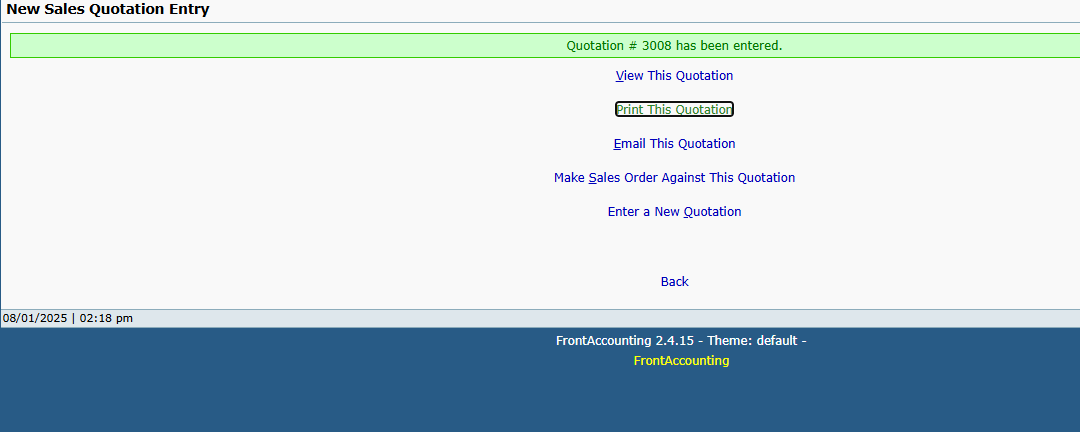 New Sales Quotation Entry
Quotation # 3008 has been entered.
View This Quotation
Print This Quotation
Email This Quotation
Make Sales Order Against This Quotation
Enter a New Quotation
Back
08/01/2025 | 02:18 pm
FrontAccounting 2.4.15 - Theme: default -
FrontAccounting